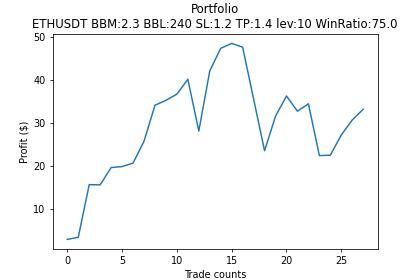 Portfolio
ETHUSDT BBM:2.3 BBL:240 SL:1.2 TP:1.4 lev:10 WinRatio:75.0
50
40
30
20
10
Profit ($)
0 5 10 15 20 25
Trade counts